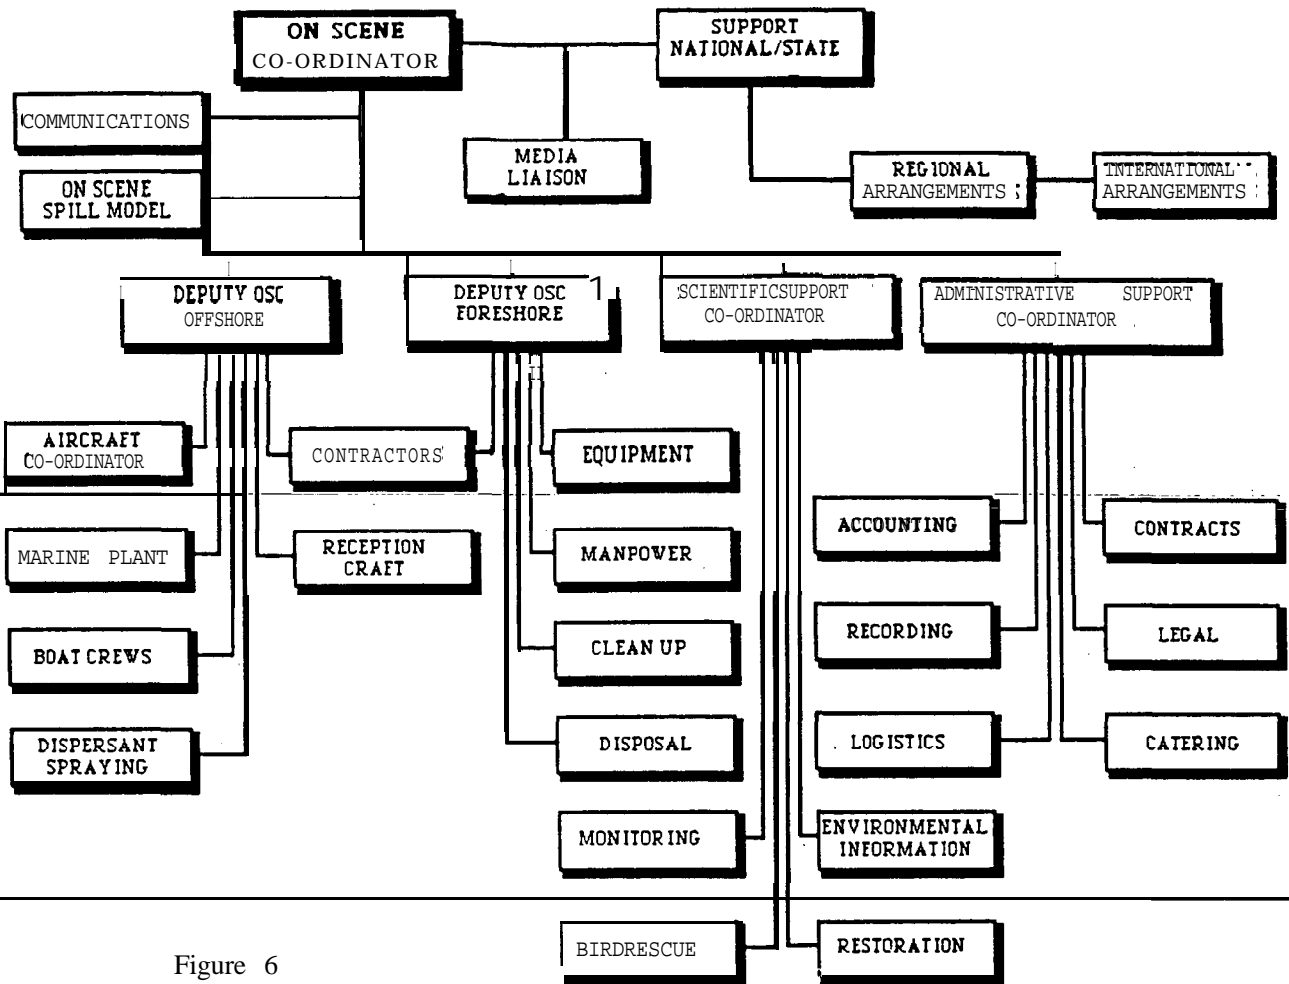 ON SCENE
CO-ORDINATOR
SUPPORT
NATIONAL/STATE
COMMUNICATIONS
MEDIA
LIAISON
REGIONAL
ARRANGEMENTS
INTERNATIONAL
ARRANGEMENTS
ON SCENE
SPILL MODEL
DEPUTY OSC
OFFSHORE
DEPUTY OSC
FORESHORE
SCIENTIFICSUPPORT
CO-ORDINATOR
ADMINISTRATIVE SUPPORT
CO-ORDINATOR
AIRCRAFT
CO-ORDINATOR
CONTRACTORS
EQUIPMENT
ACCOUNTING
CONTRACTS
MARINE PLANT
RECEPTION
CRAFT
MANPOWER
BOAT CREWS
CLEAN UP
RECORDING
LEGAL
DISPERSANT
SPRAYING
DISPOSAL
LOGISTICS
CATERING
MONITORING
ENVIRONMENTAL
INFORMATION
BIRDRESCUE
RESTORATION
Figure 6